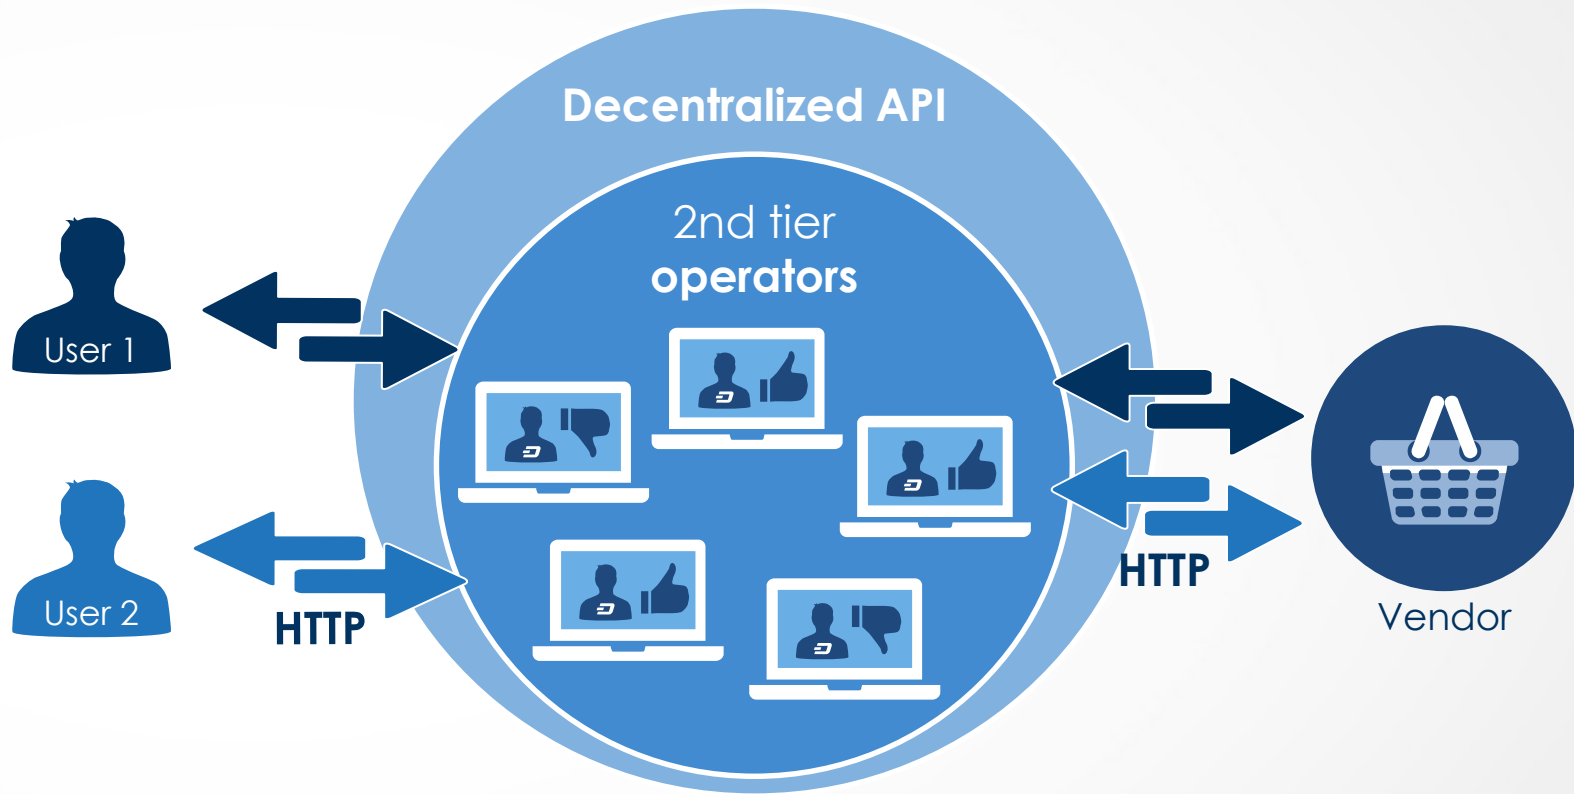 Decentralized API
2nd tier
operators
User 1
User 2
HTTP
HTTP
Vendor